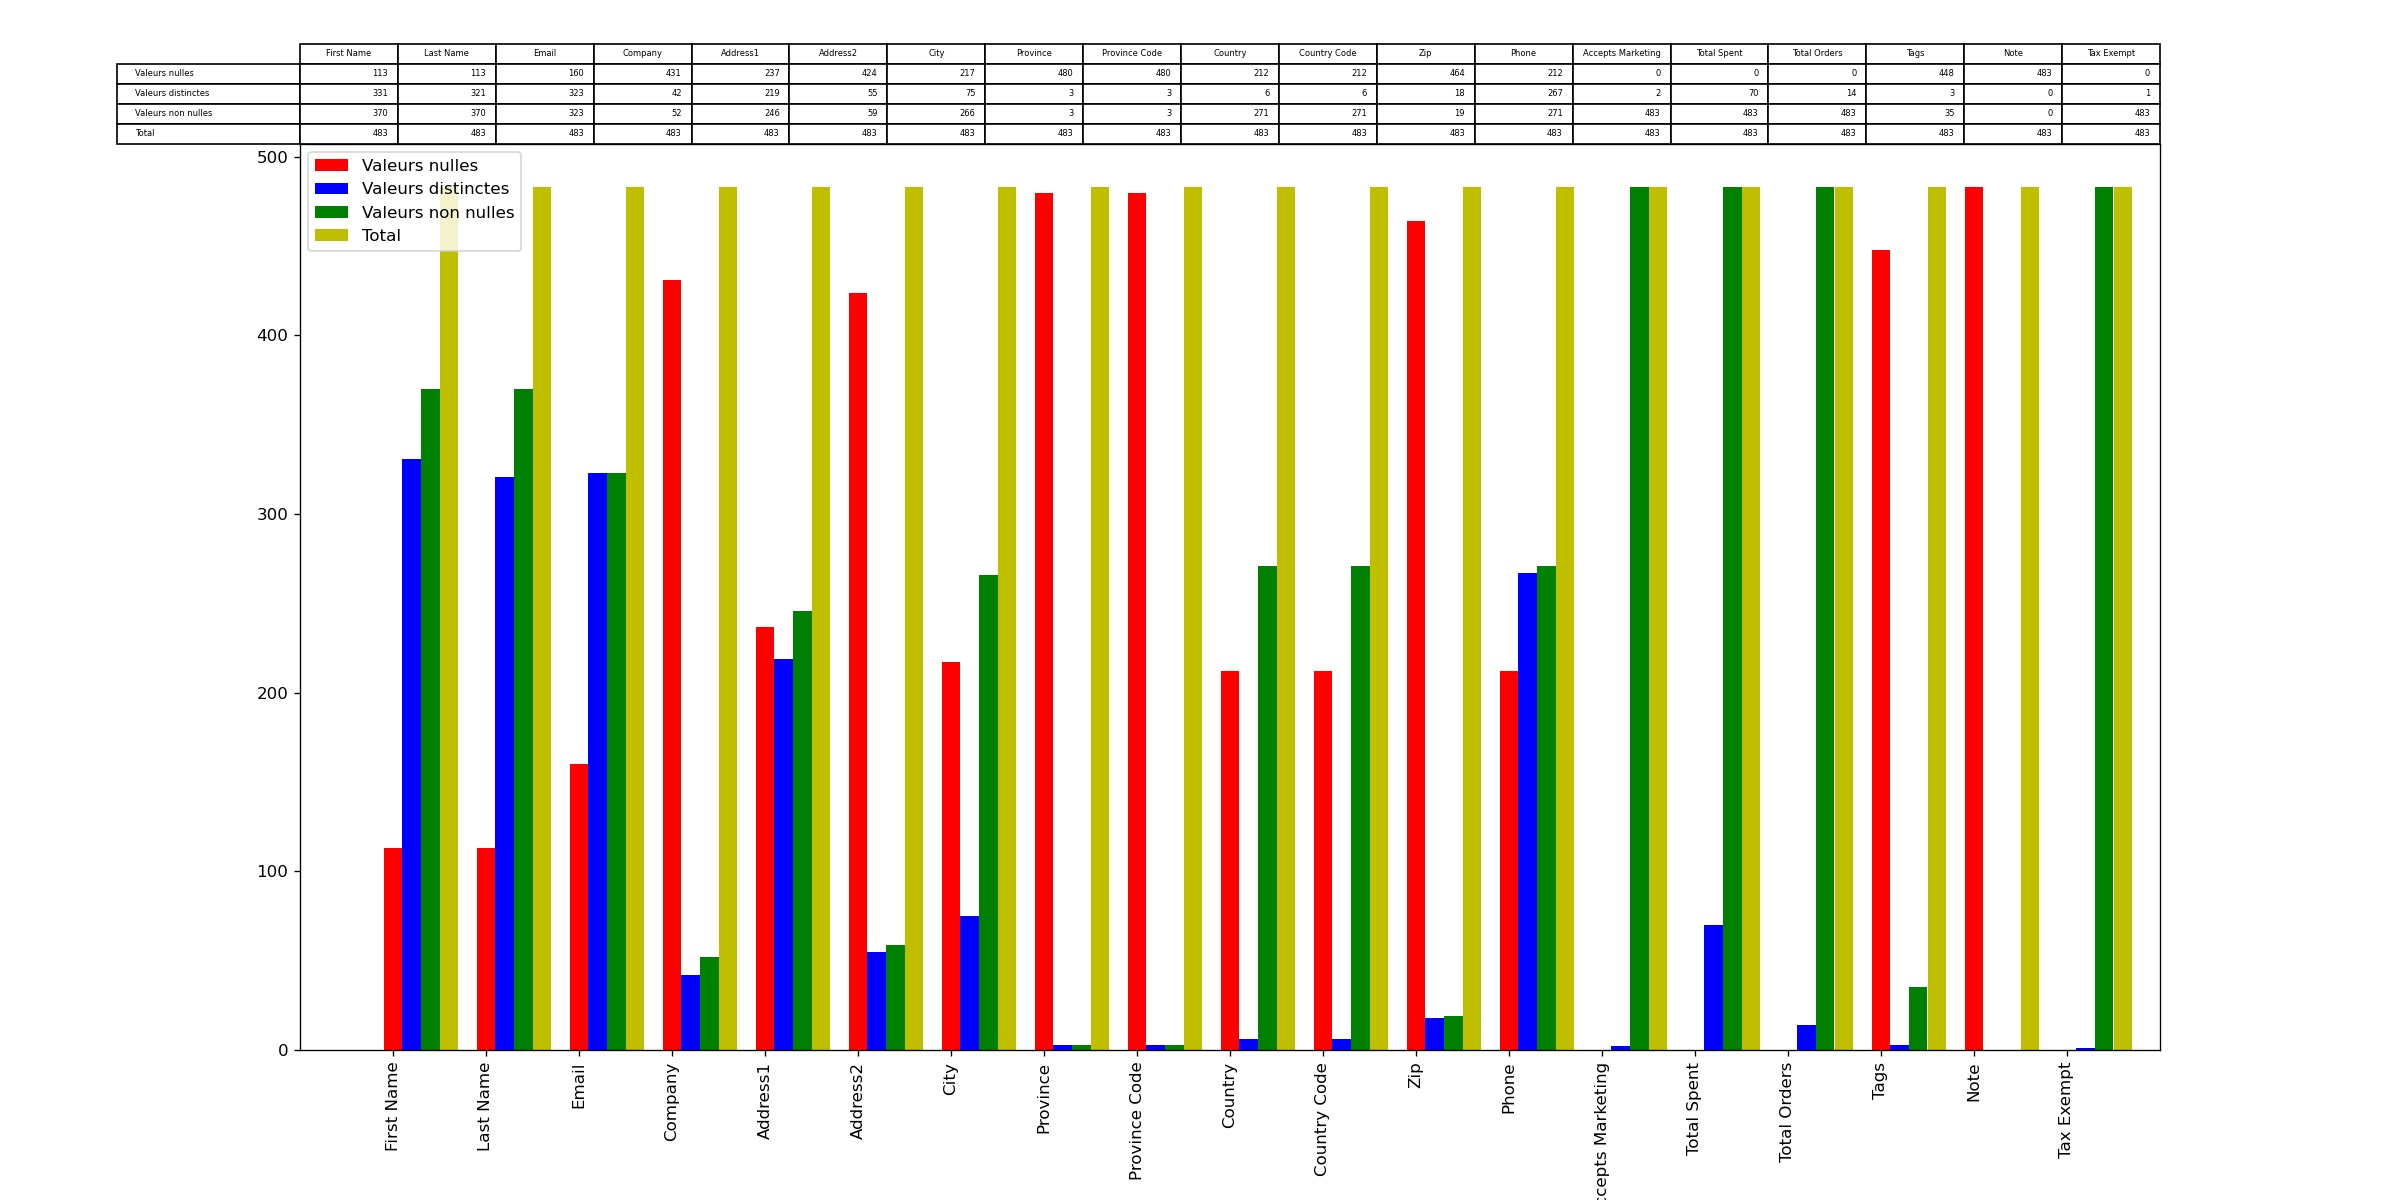 First Name Last Name Email Company Address1 Address2 City Province Province Code Country Country Code Zip Phone Accepts Marketing Total Spent Total Orders Tags Note Tax Exempt
Valeurs nulles 113 113 160 431 237 424 217 480 480 212 212 464 212 0 0 0 448 483 0
Valeurs distinctes 331 321 323 42 219 55 75 3 3 6 6 18 267 2 70 14 3 0 1
Valeurs non nulles 370 370 323 52 246 59 266 3 3 271 271 19 271 483 483 483 35 0 483
Total 483 483 483 483 483 483 483 483 483 483 483 483 483 483 483 483 483 483 483
500
Valeurs nulles
Valeurs distinctes
Valeurs non nulles
Total
400
300
200
100
0
First Name
Last Name
Email
Company
Address1
Address2
City
Province
Province Code
Country
Country Code
Zip
Phone
ccepts Marketing
Total Spent
Total Orders
Tags
Note
Tax Exempt